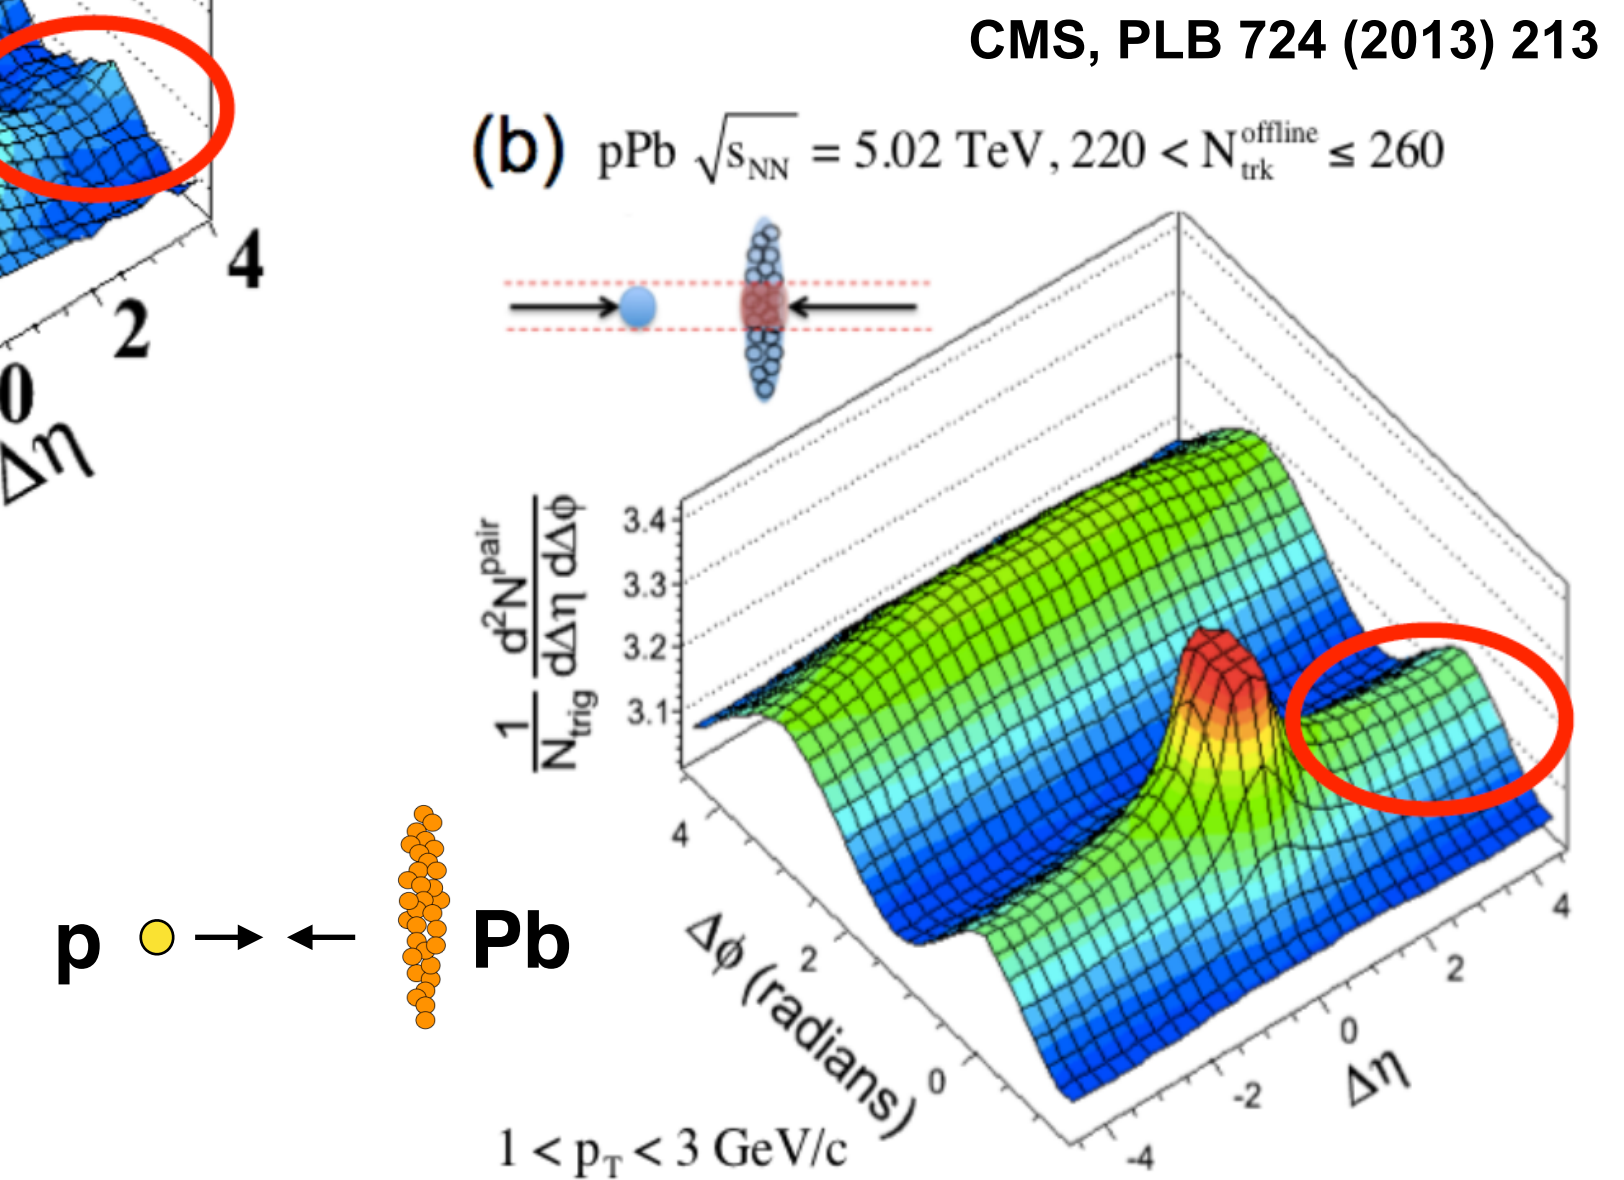 CMS, PLB 724 (2013) 213
(b) pPb √sNN = 5.02 TeV, 220 < Ntrk^offline ≤ 260
4
2
0
Δη
1/Ntrig d²N^pair/dΔη dΔφ
3.4
3.3
3.2
3.1
4
2
0
Δφ (radians)
4
2
0
-2
-4
Δη
p Pb
1 < pT < 3 GeV/c